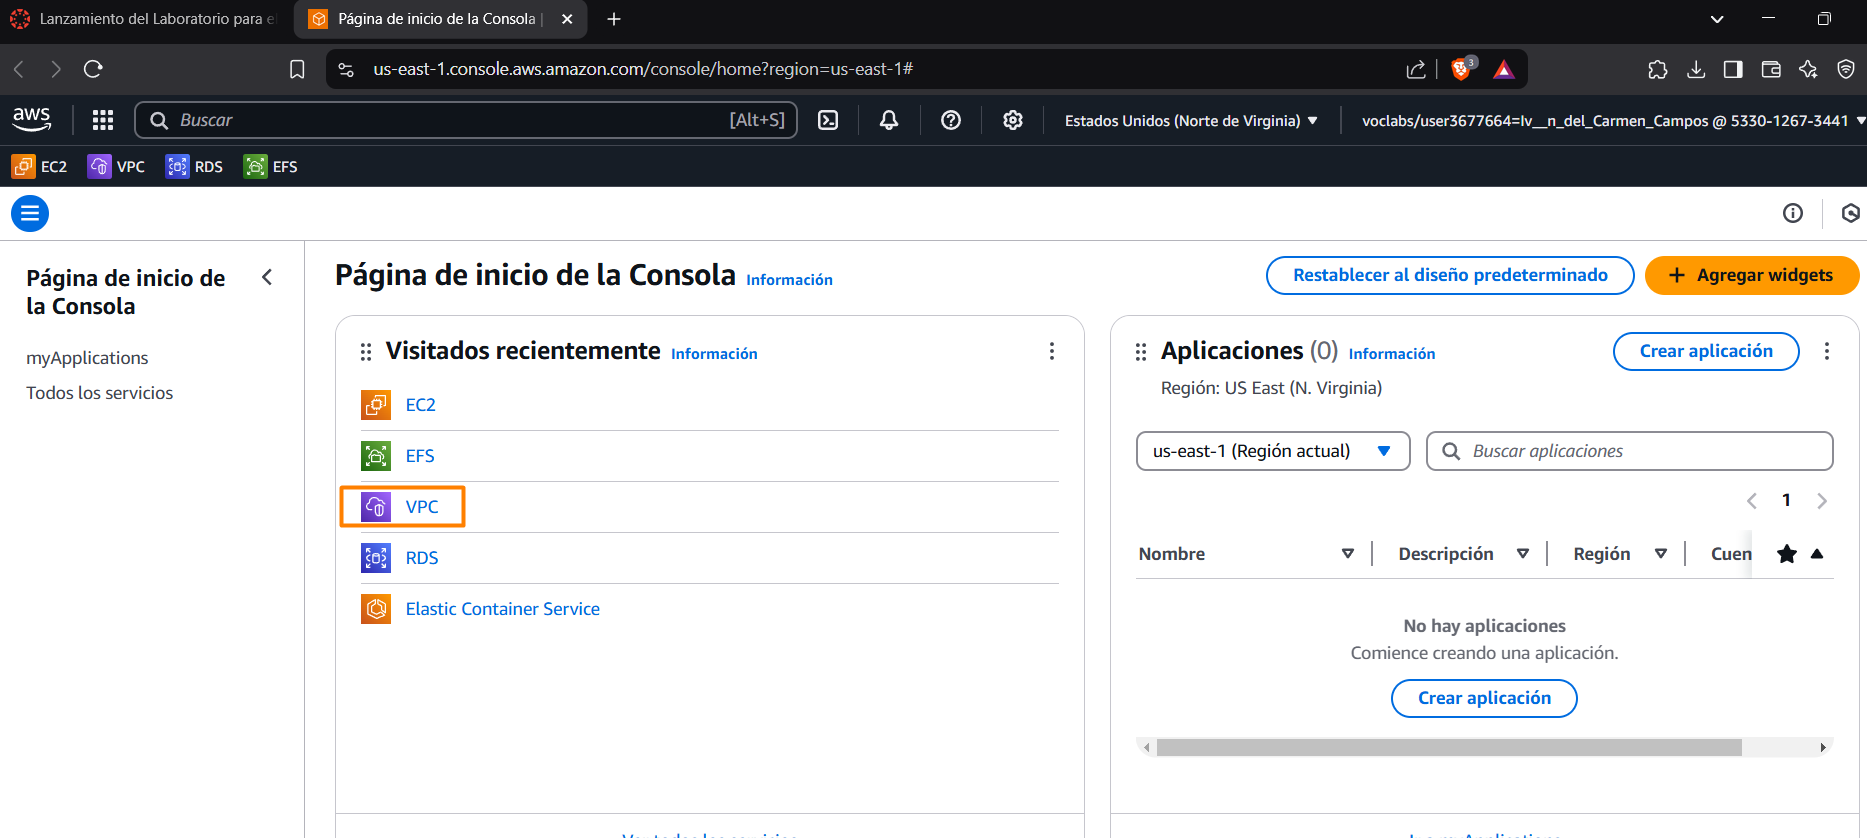 Lanzamiento del Laboratorio para e
Página de inicio de la Consola |
us-east-1.console.aws.amazon.com/console/home?region=us-east-1#
3
aws
Buscar
[Alt+S]
Estados Unidos (Norte de Virginia)
voclabs/user3677664=Iv__n_del_Carmen_Campos @ 5330-1267-3441
EC2
VPC
RDS
EFS
Página de inicio de
la Consola
myApplications
Todos los servicios
Página de inicio de la Consola Información
Restablecer al diseño predeterminado
Agregar widgets
Visitados recientemente Información
EC2
EFS
VPC
RDS
Elastic Container Service
Aplicaciones (0) Información
Crear aplicación
Región: US East (N. Virginia)
us-east-1 (Región actual)
Buscar aplicaciones
1
Nombre
Descripción
Región
Cuen
No hay aplicaciones
Comience creando una aplicación.
Crear aplicación